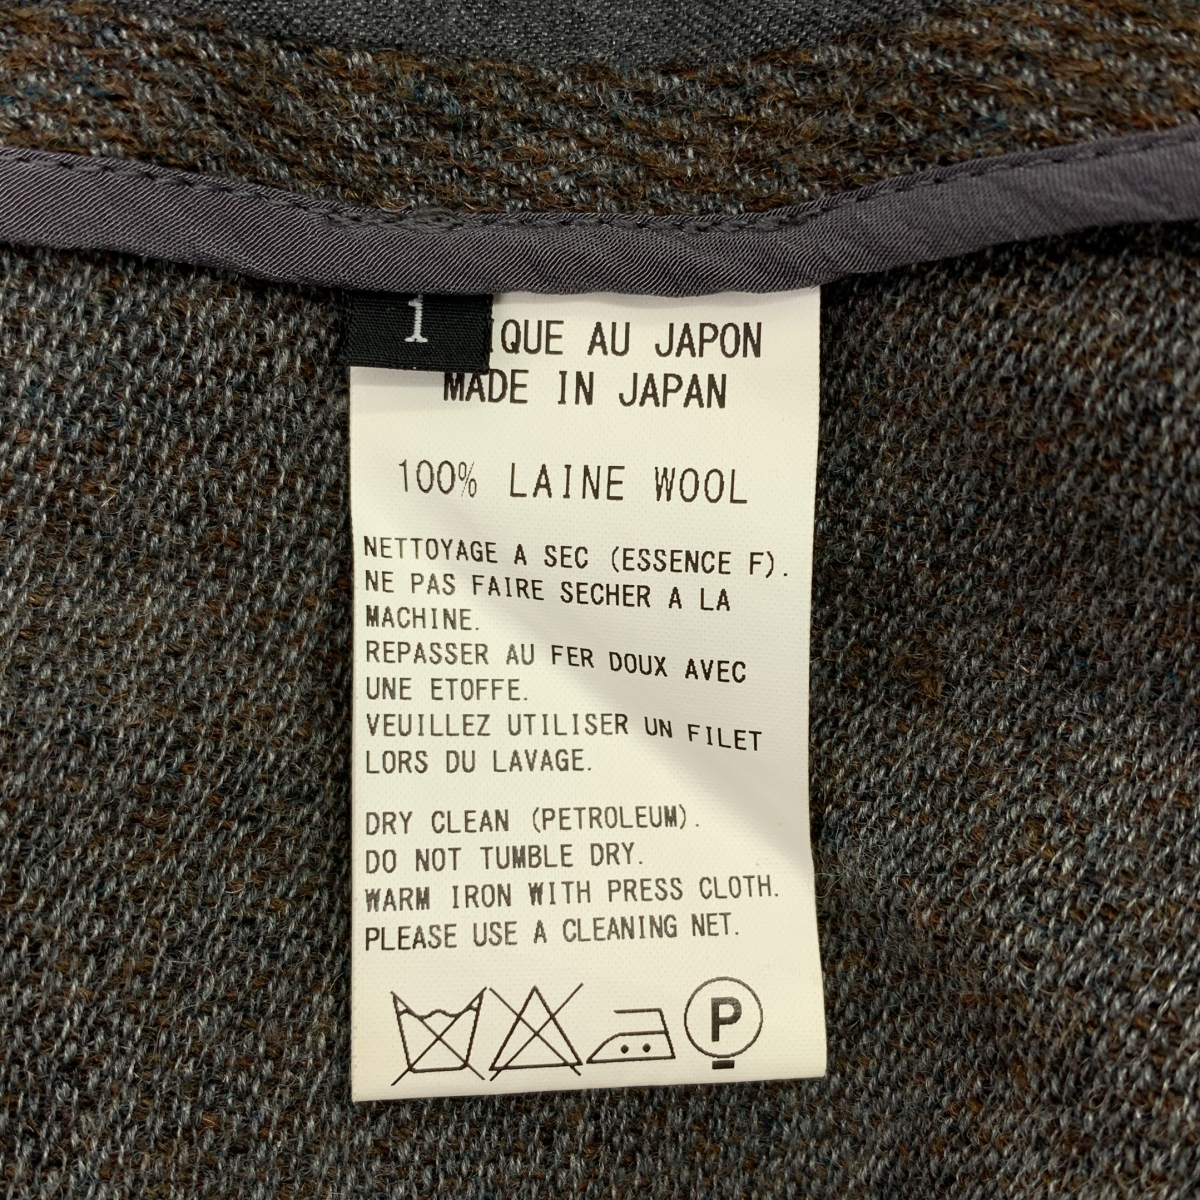 1
AU JAPON
MADE IN JAPAN
100% LAINE WOOL
NETTOYAGE A SEC (ESSENCE F).
NE PAS FAIRE SECHER A LA
MACHINE.
REPASSER AU FER DOUX AVEC
UNE ETOFFE.
VEUILLEZ UTILISER UN FILET
LORS DU LAVAGE.
DRY CLEAN (PETROLEUM).
DO NOT TUMBLE DRY.
WARM IRON WITH PRESS CLOTH.
PLEASE USE A CLEANING NET.
P